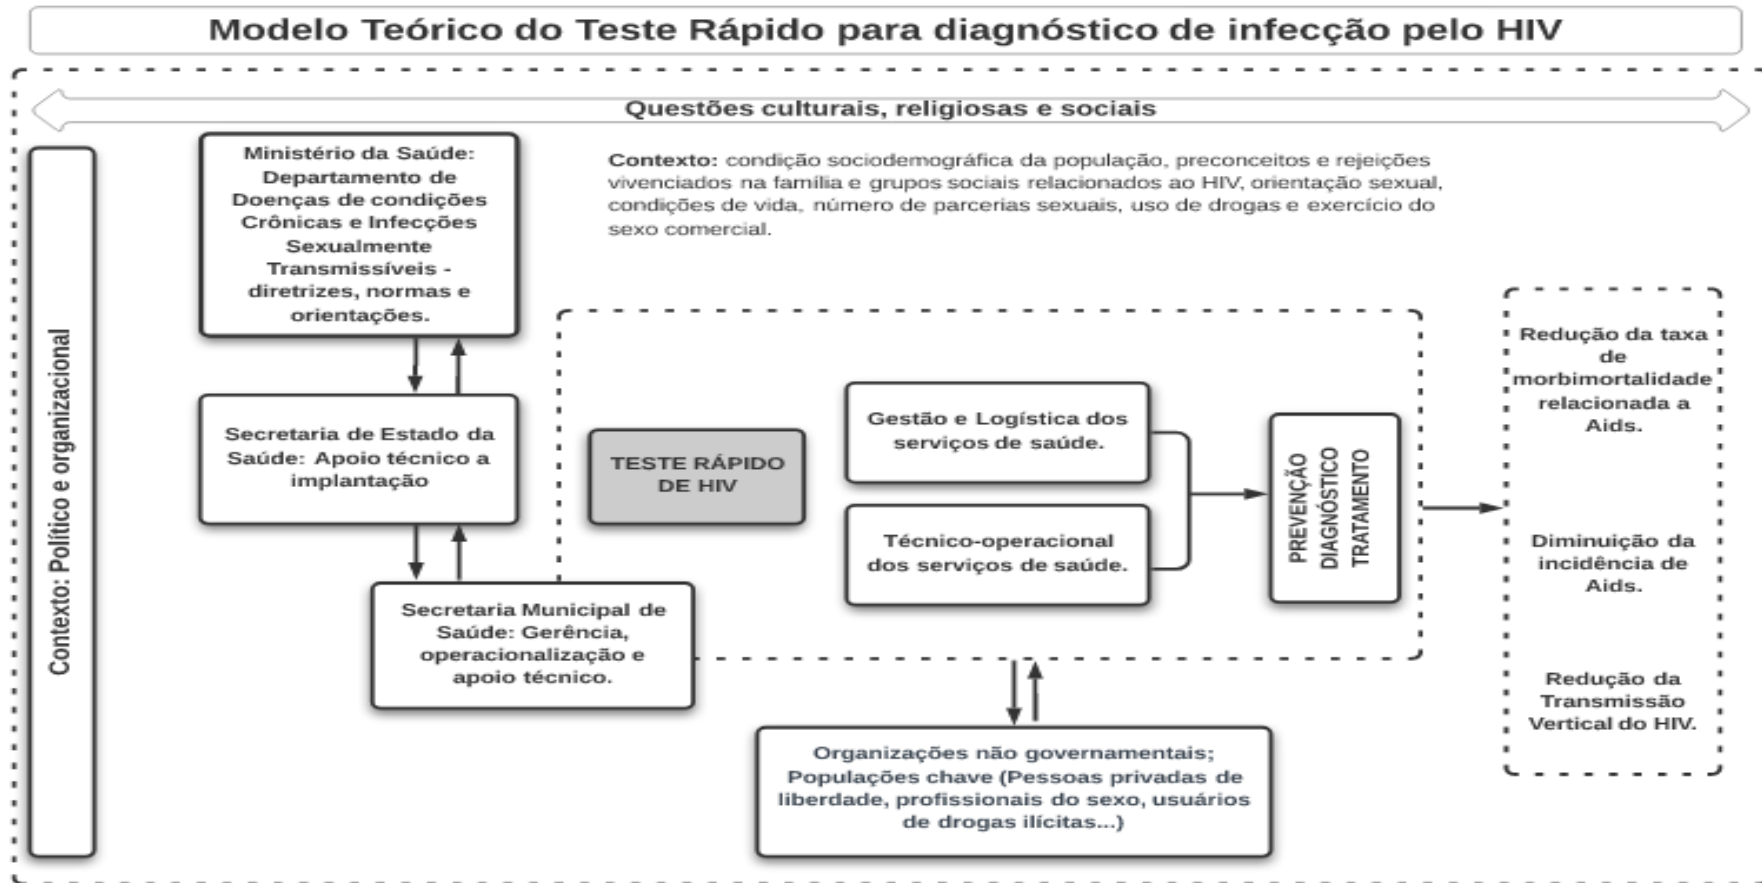 Modelo Teórico do Teste Rápido para diagnóstico de infecção pelo HIV
Questões culturais, religiosas e sociais
Contexto: Político e organizacional
Ministério da Saúde:
Departamento de
Doenças de condições
Crônicas e Infecções
Sexualmente
Transmissíveis -
diretrizes, normas e
orientações.
Contexto: condição sociodemográfica da população, preconceitos e rejeições
vivenciados na família e grupos sociais relacionados ao HIV, orientação sexual,
condições de vida, número de parcerias sexuais, uso de drogas e exercício do
sexo comercial.
Secretaria de Estado da
Saúde: Apoio técnico a
implantação
Secretaria Municipal de
Saúde: Gerência,
operacionalização e
apoio técnico.
TESTE RÁPIDO
DE HIV
Gestão e Logística dos
serviços de saúde.
Técnico-operacional
dos serviços de saúde.
PREVENÇÃO
DIAGNÓSTICO
TRATAMENTO
Redução da taxa
de
morbimortalidade
relacionada a
Aids.
Diminuição da
incidência de
Aids.
Redução da
Transmissão
Vertical do HIV.
Organizações não governamentais;
Populações chave (Pessoas privadas de
liberdade, profissionais do sexo, usuários
de drogas ilícitas...)